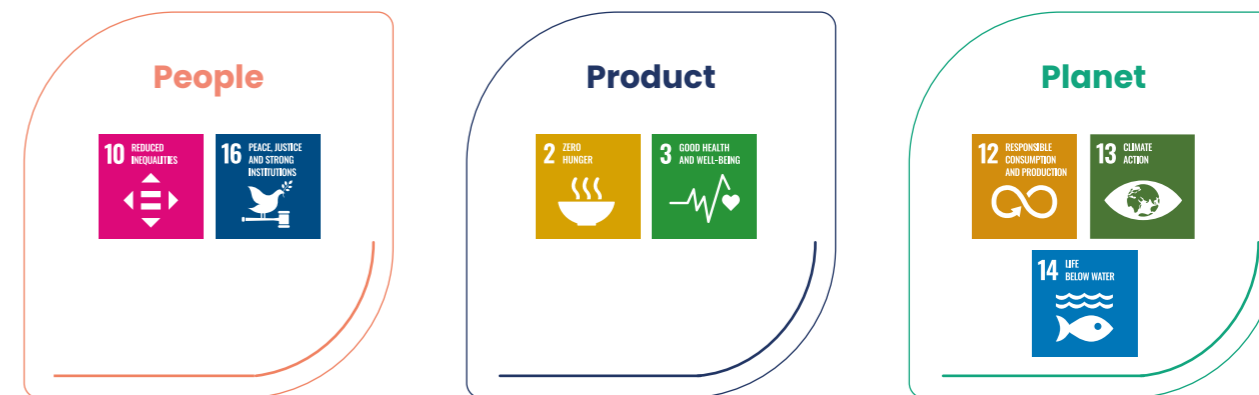 People
10 REDUCED
INEQUALITIES
16 PEACE, JUSTICE
AND STRONG
INSTITUTIONS
Product
2 ZERO
HUNGER
3 GOOD HEALTH
AND WELL-BEING
Planet
12 RESPONSIBLE
CONSUMPTION
AND PRODUCTION
13 CLIMATE
ACTION
14 LIFE
BELOW WATER